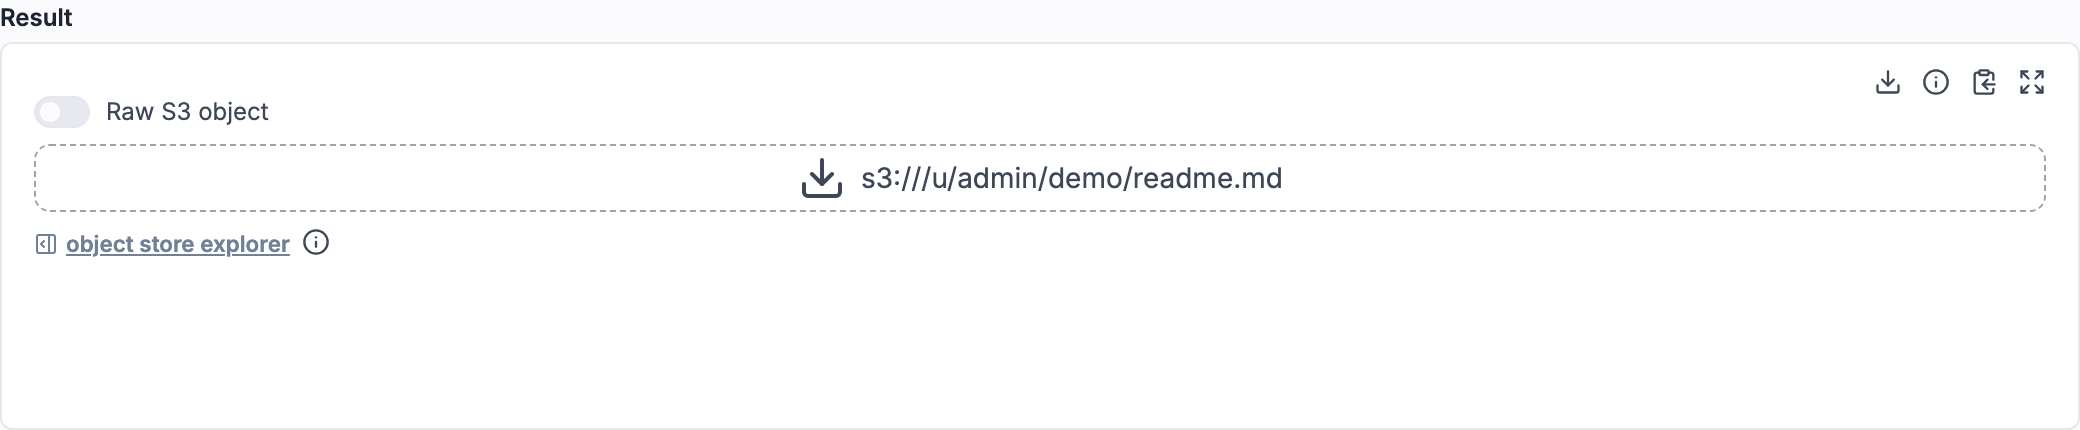 Result
Raw S3 object
s3:///u/admin/demo/readme.md
object store explorer